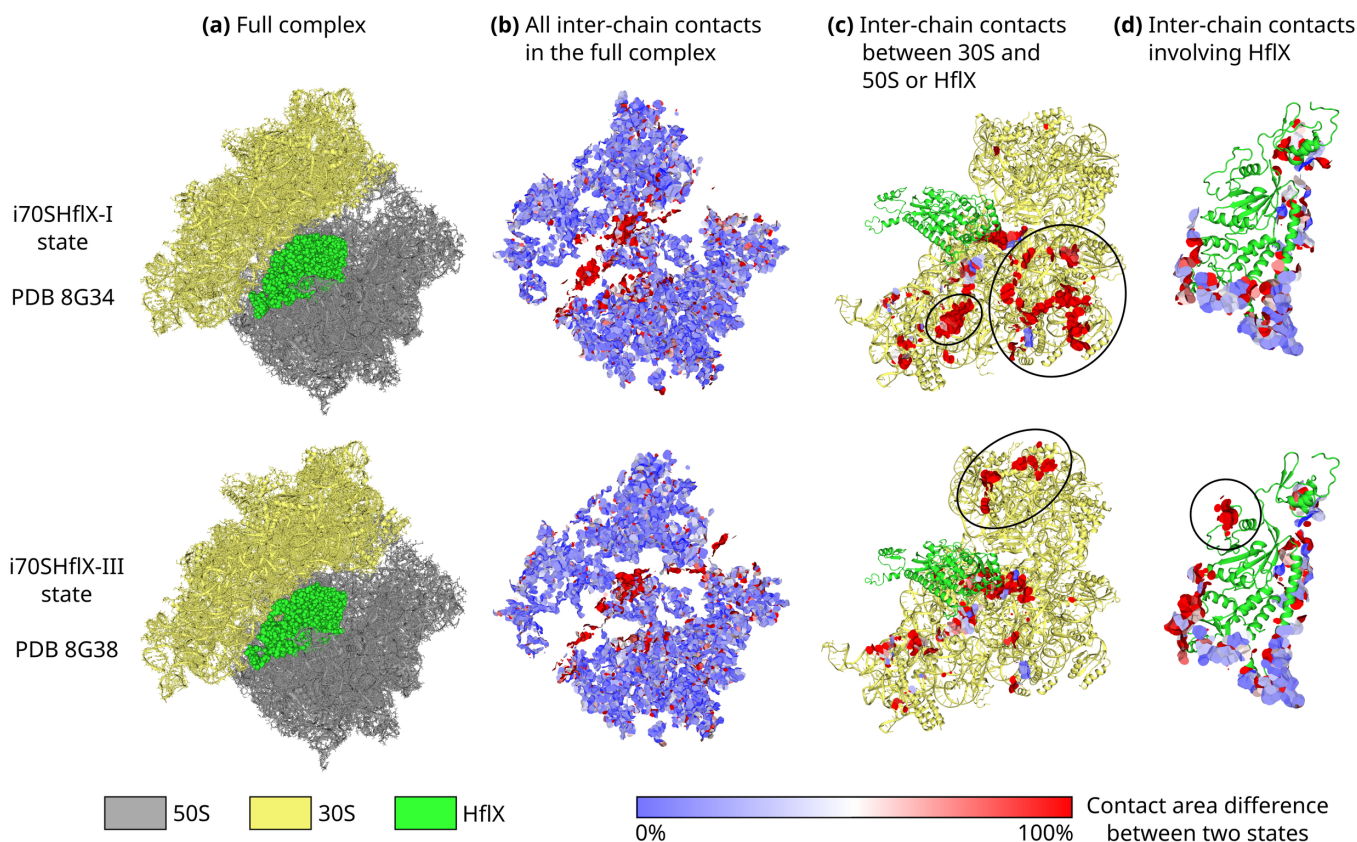 (a) Full complex
(b) All inter-chain contacts
in the full complex
(c) Inter-chain contacts
between 30S and
50S or HflX
(d) Inter-chain contacts
involving HflX
i70SHflX-I
state
PDB 8G34
i70SHflX-III
state
PDB 8G38
50S
30S
HflX
0%
100%
Contact area difference
between two states